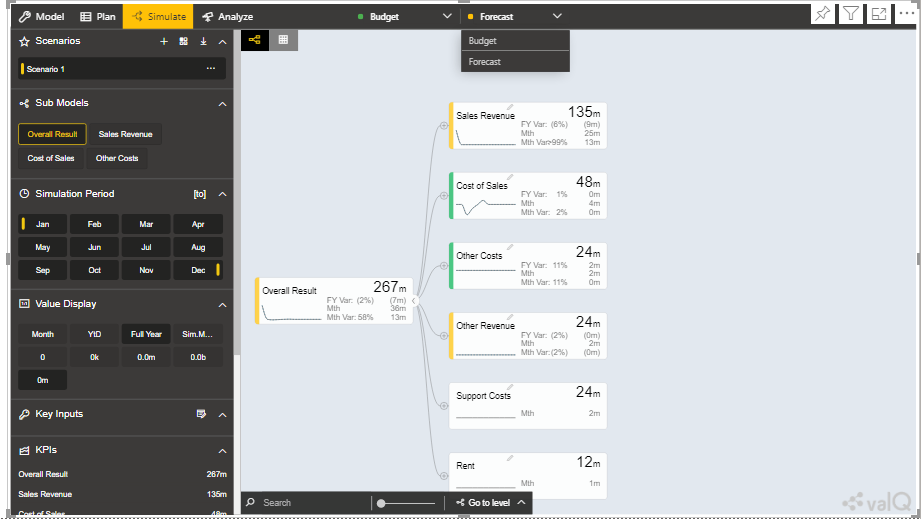 Model Plan Simulate Analyze Budget Forecast
Scenarios
Budget
Scenario 1 ...
Forecast
Sub Models
Overall Result Sales Revenue
Cost of Sales Other Costs
Simulation Period [to]
Jan Feb Mar Apr
May Jun Jul Aug
Sep Oct Nov Dec
Value Display
Month YtD Full Year Sim.M...
0 0k 0.0m 0.0b
0m
Key Inputs
KPIs
Overall Result 267m
Sales Revenue 135m
Cost of Sales 48m
Overall Result 267m
FY Var: (2%) (7m)
Mth 36m
Mth Var: 58% 13m
Sales Revenue 135m
FY Var: (6%) (9m)
Mth 25m
Mth Var>99% 13m
Cost of Sales 48m
FY Var: 1% 0m
Mth 4m
Mth Var: 2% 0m
Other Costs 24m
FY Var: 11% 2m
Mth 2m
Mth Var: 11% 0m
Other Revenue 24m
FY Var: (2%) (0m)
Mth 2m
Mth Var:(2%) (0m)
Support Costs 24m
Mth 2m
Rent 12m
Mth 1m
Search Go to level
valQ